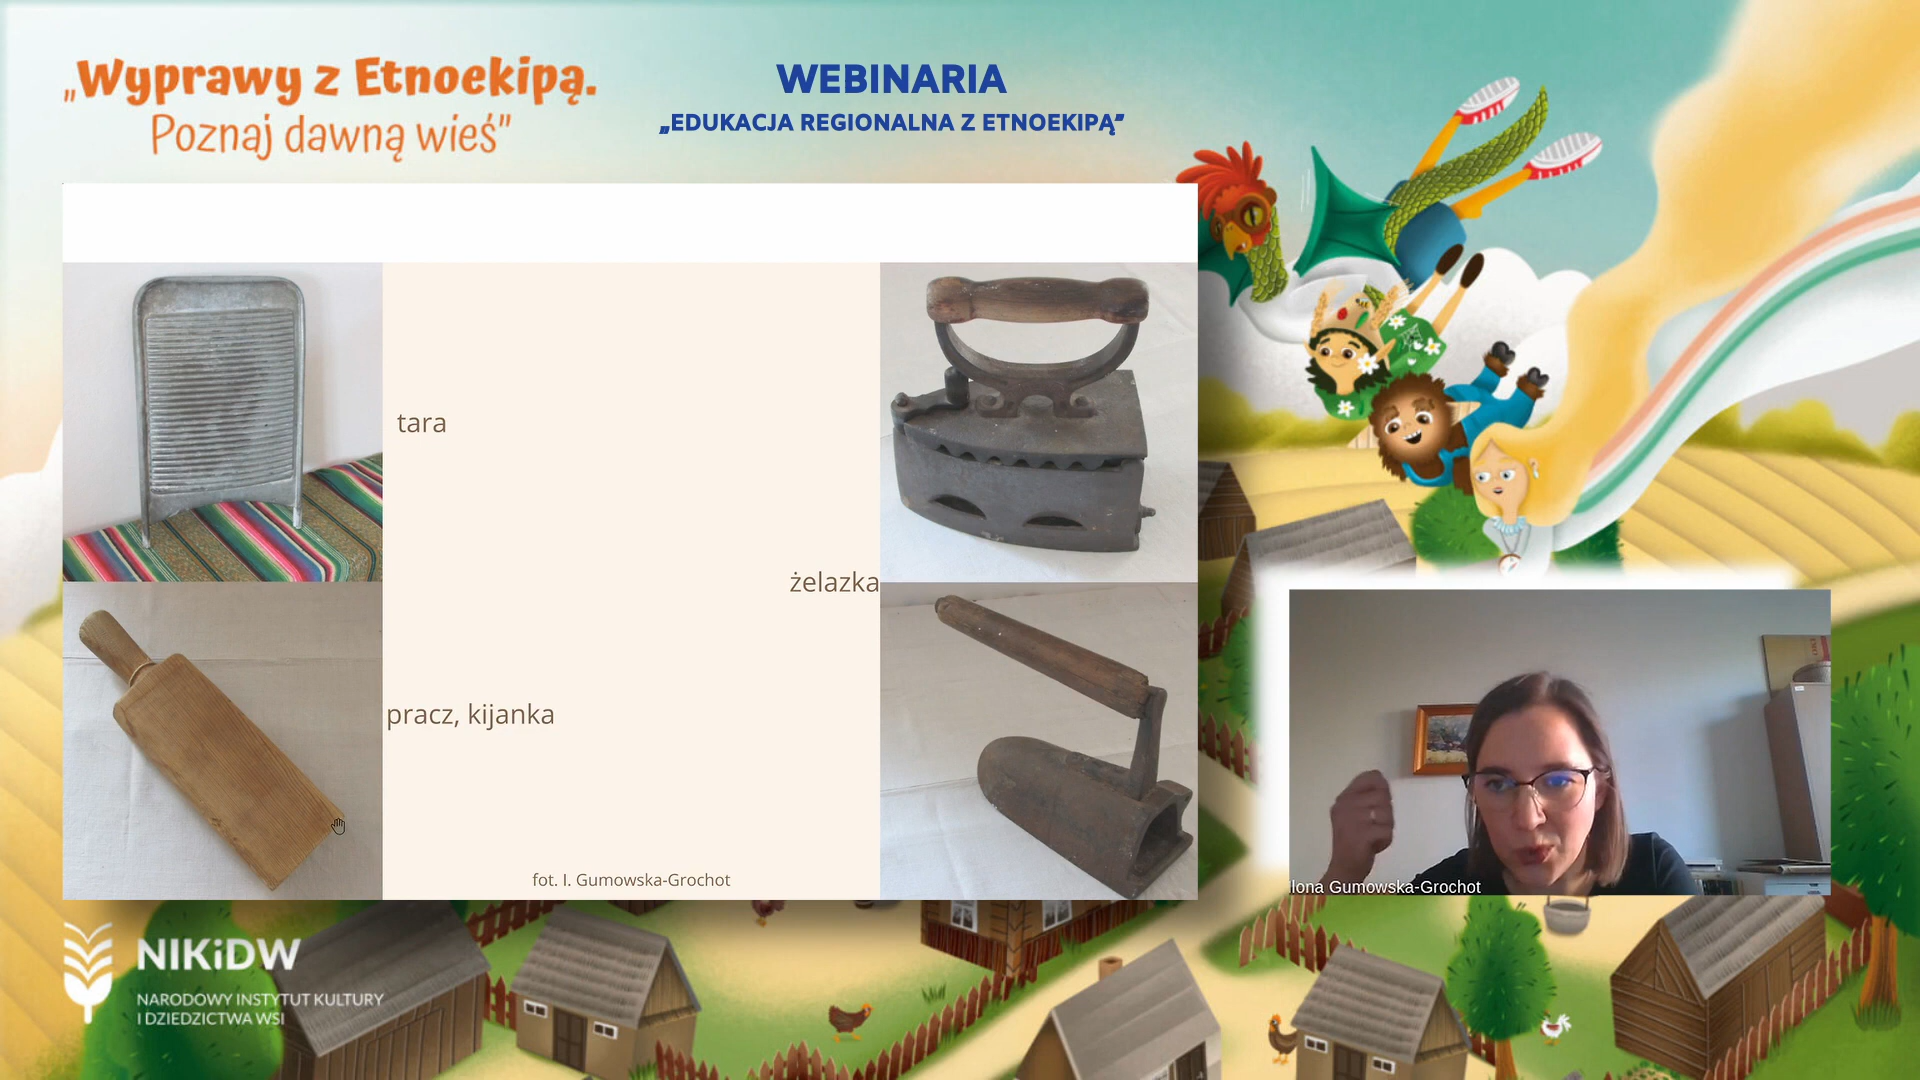 „Wyprawy z Etnoekipą.
Poznaj dawną wieś”
WEBINARIA
„EDUKACJA REGIONALNA Z ETNOEKIPĄ”
tara
żelazka
pracz, kijanka
fot. I. Gumowska-Grochot
Ilona Gumowska-Grochot
NIKiDW
NARODOWY INSTYTUT KULTURY
I DZIEDZICTWA WSI